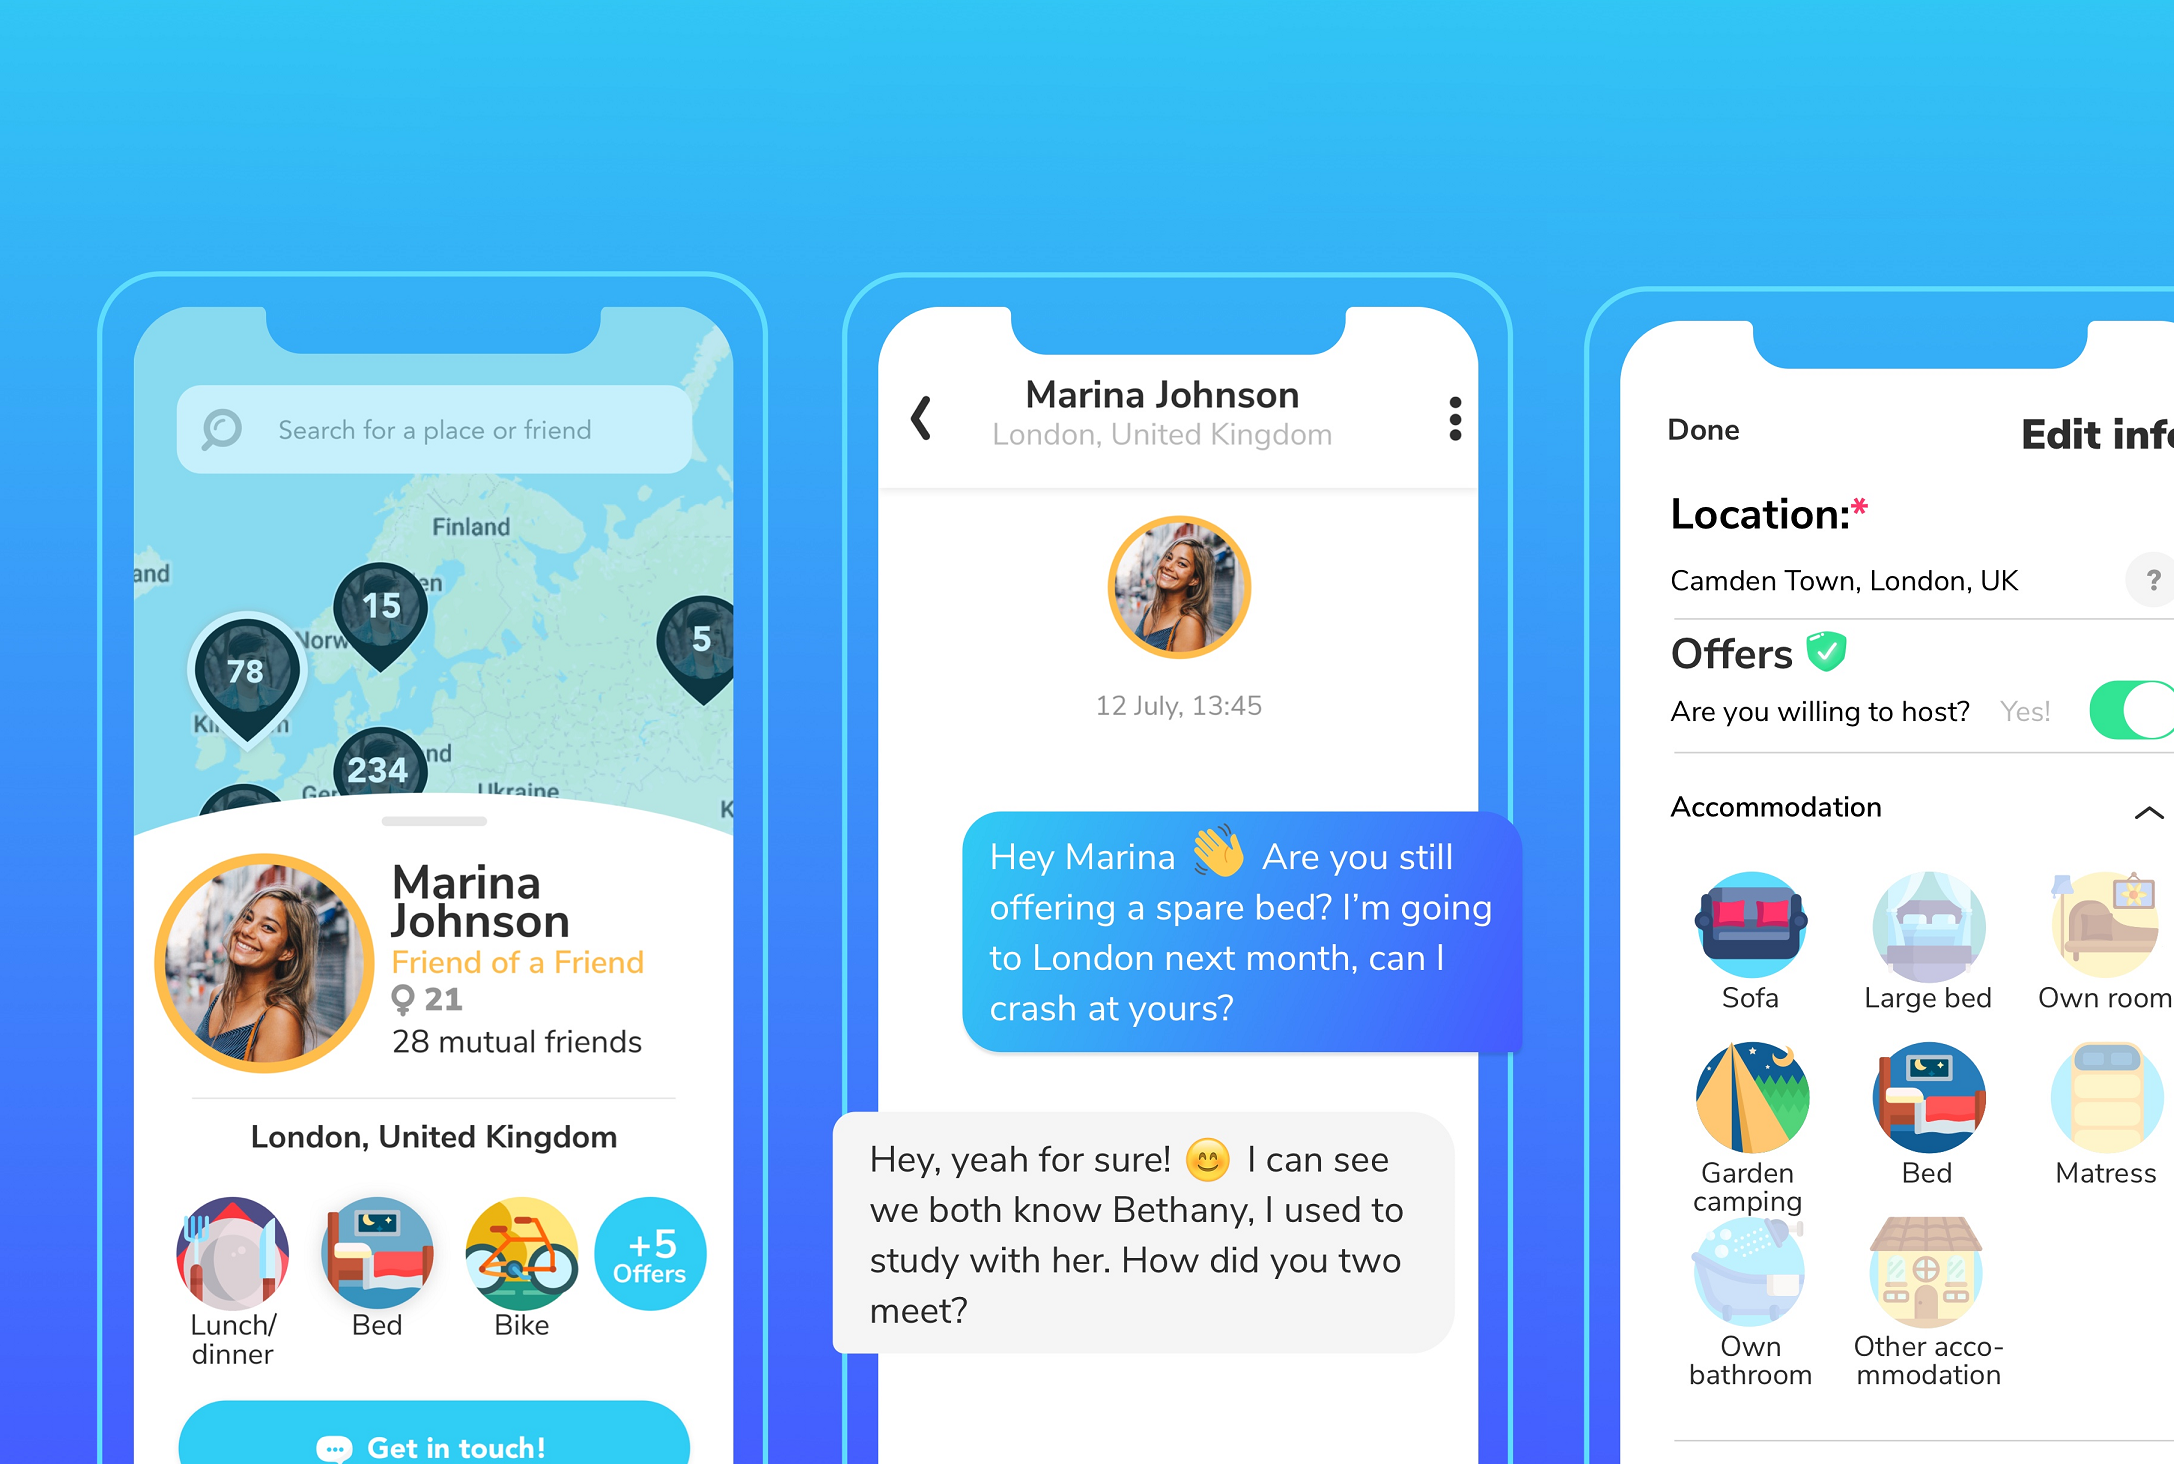 Search for a place or friend
Finland
and
en
15
5
Norw
78
nd
234
Ukraine
K
Marina
Johnson
Friend of a Friend
21
28 mutual friends
London, United Kingdom
+5
Offers
Lunch/
dinner
Bed
Bike
Get in touch!
Marina Johnson
London, United Kingdom
12 July, 13:45
Hey Marina 👋 Are you still
offering a spare bed? I'm going
to London next month, can I
crash at yours?
Hey, yeah for sure! 😊 I can see
we both know Bethany, I used to
study with her. How did you two
meet?
Done
Edit info
Location:*
Camden Town, London, UK
?
Offers
Are you willing to host? Yes!
Accommodation
Sofa
Large bed
Own room
Garden
camping
Bed
Matress
Own
bathroom
Other acco-
mmodation